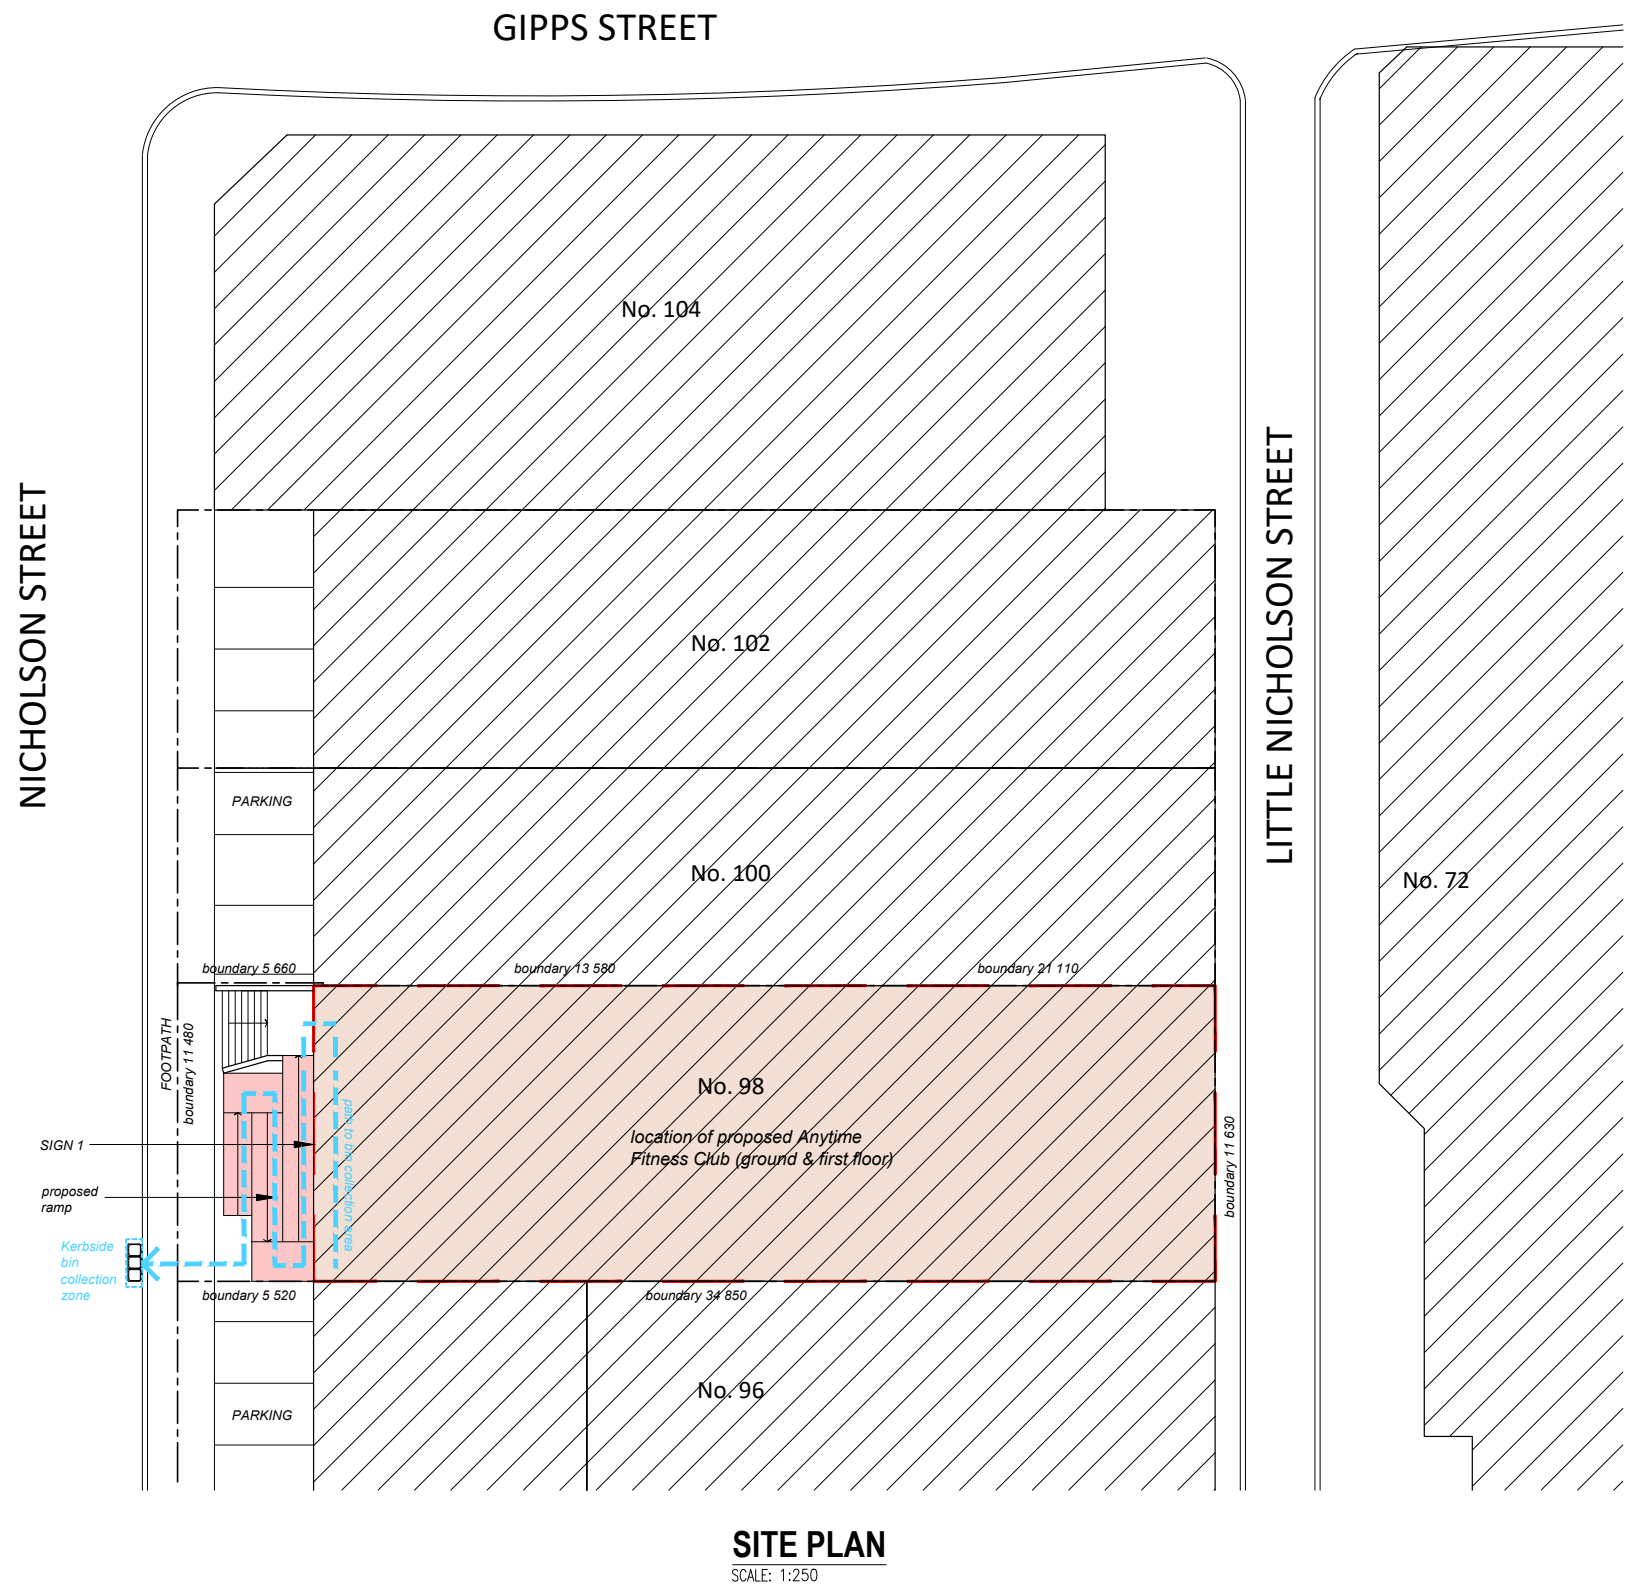 GIPPS STREET
No. 104
NICHOLSON STREET
LITTLE NICHOLSON STREET
No. 102
PARKING
No. 100
No. 72
boundary 5 660
boundary 13 580
boundary 21 110
FOOTPATH
boundary 11 480
No. 98
path to bin collection area
location of proposed Anytime
Fitness Club (ground & first floor)
SIGN 1
boundary 11 630
proposed
ramp
Kerbside
bin
collection
zone
boundary 5 520
boundary 34 850
No. 96
PARKING
SITE PLAN
SCALE: 1:250